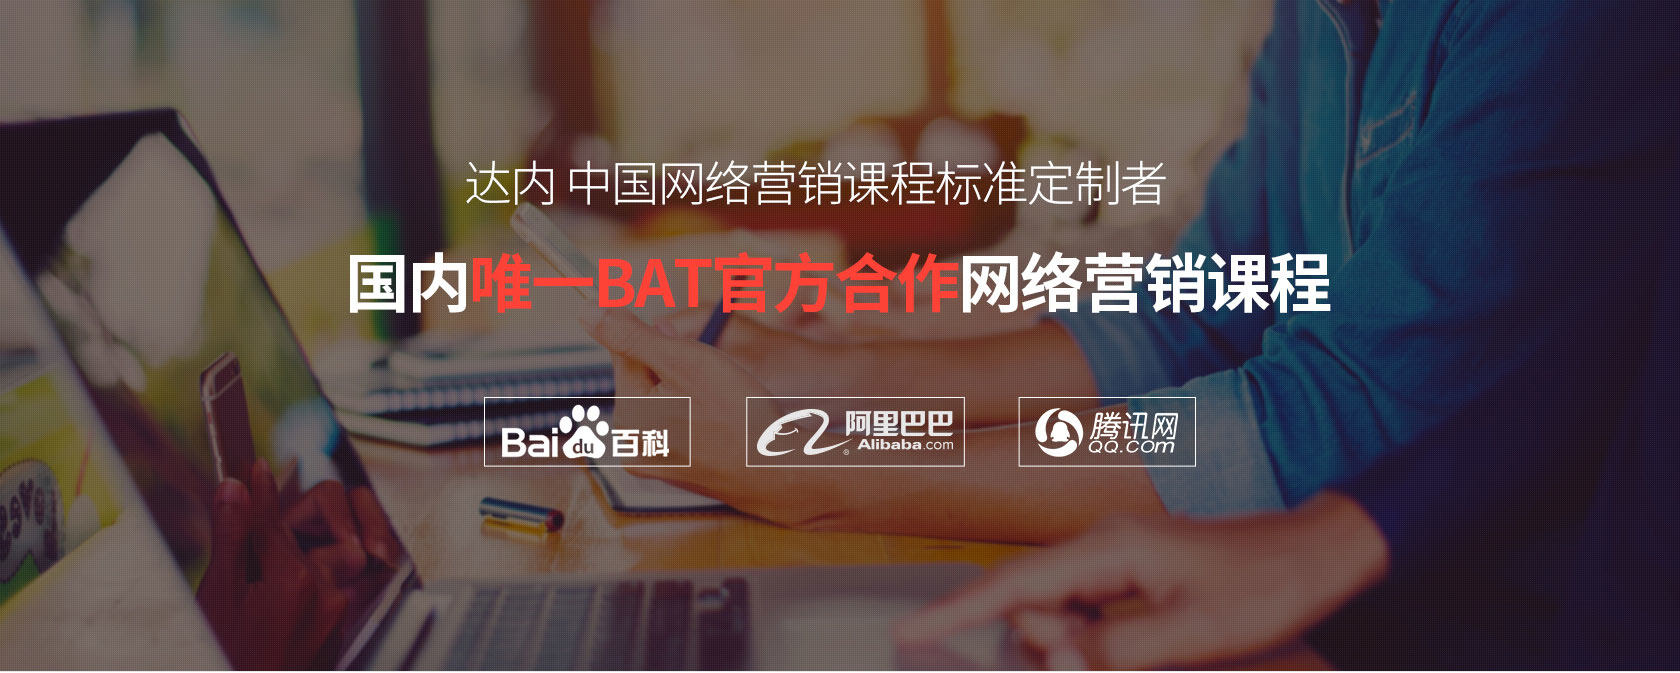 达内 中国网络营销课程标准定制者
国内唯一BAT官方合作网络营销课程
Bai du 百科
阿里巴巴
Alibaba.com
腾讯网
QQ.com